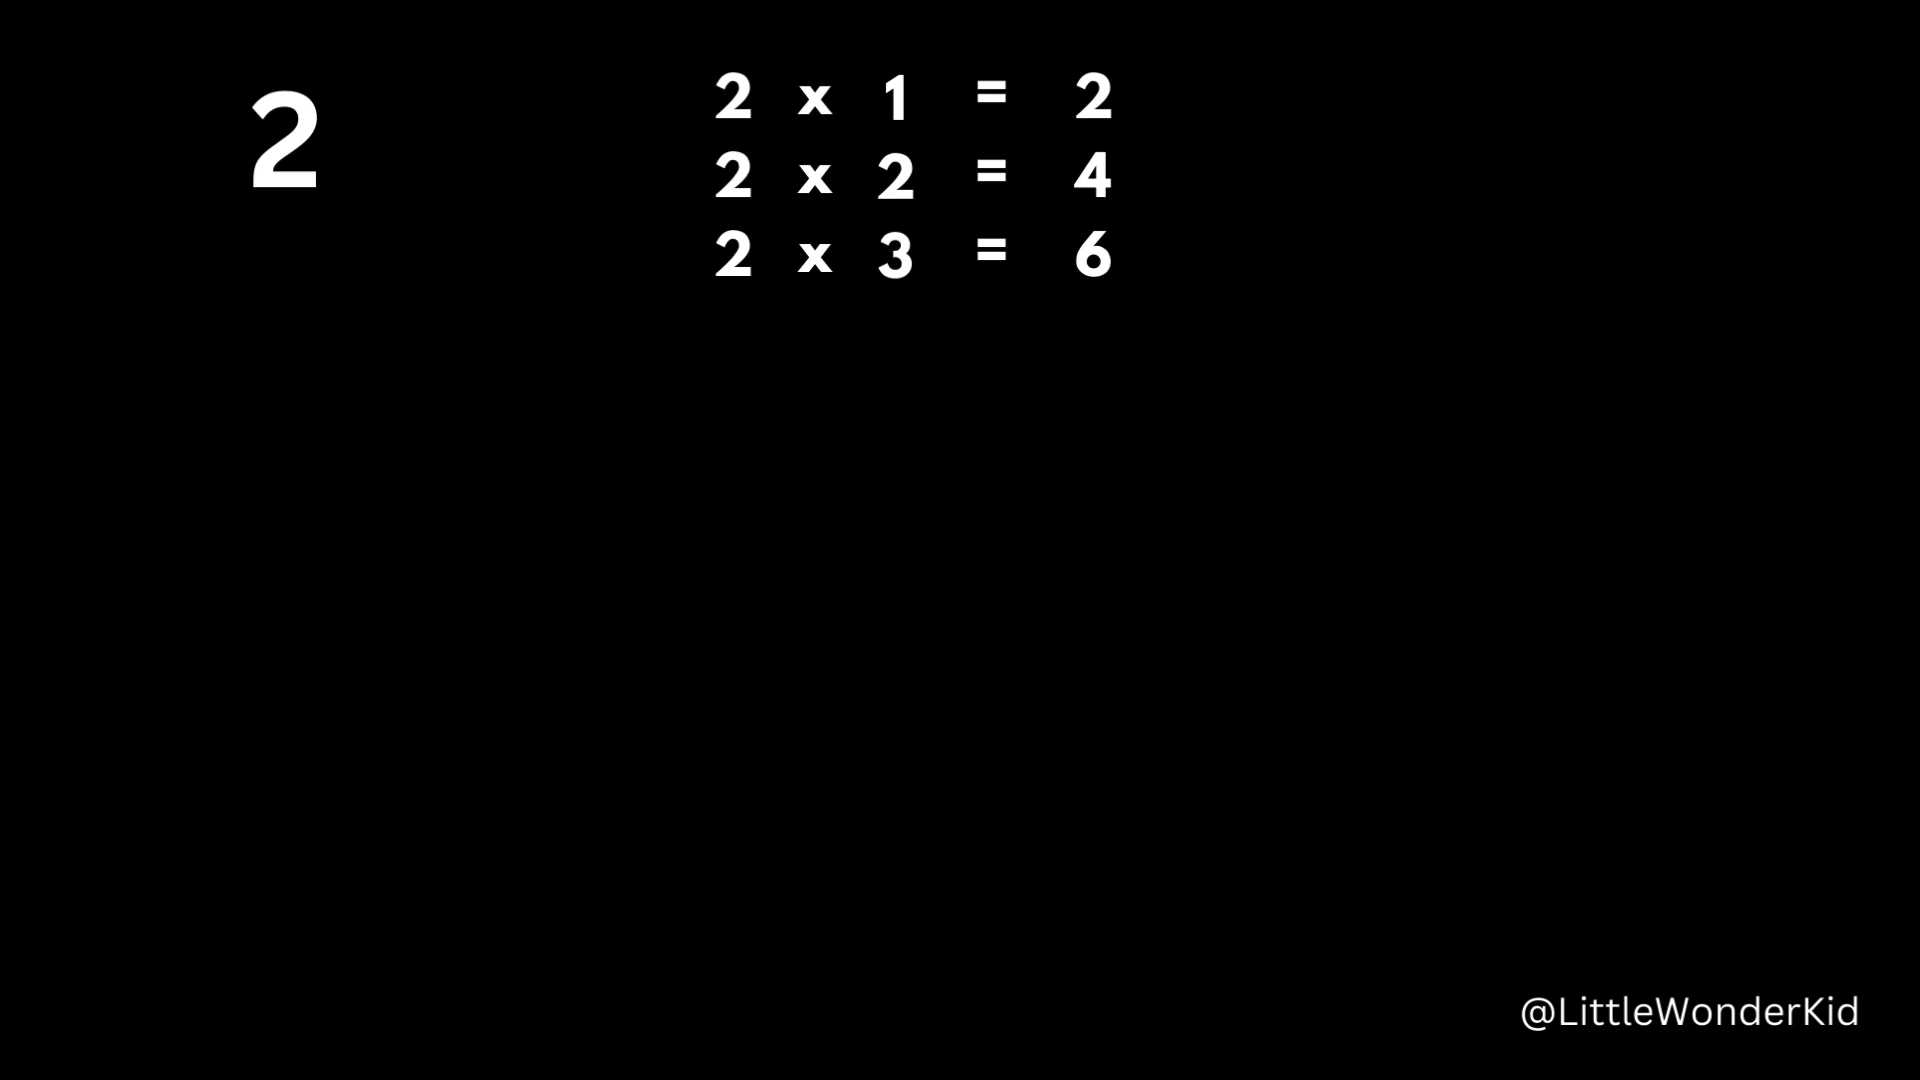 2
2 x 1 = 2
2 x 2 = 4
2 x 3 = 6
@LittleWonderKid